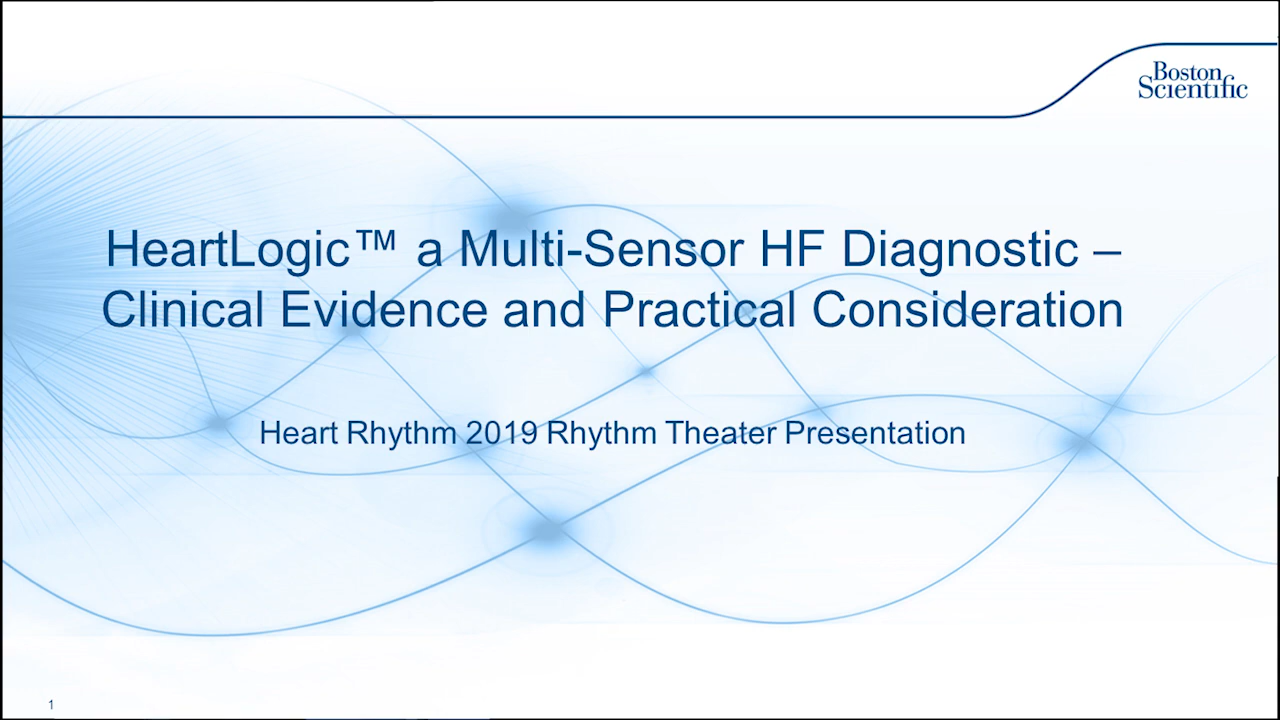 Boston
Scientific
HeartLogic™ a Multi-Sensor HF Diagnostic –
Clinical Evidence and Practical Consideration
Heart Rhythm 2019 Rhythm Theater Presentation
1